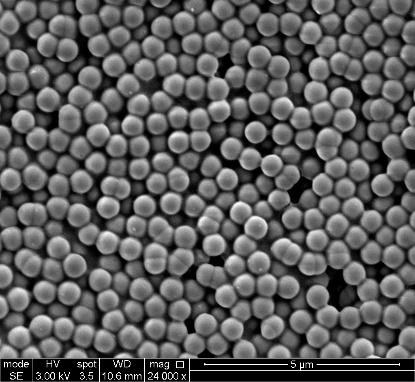 mode HV spot WD mag □ 5 µm
SE 3.00 kV 3.5 10.6 mm 24 000 x